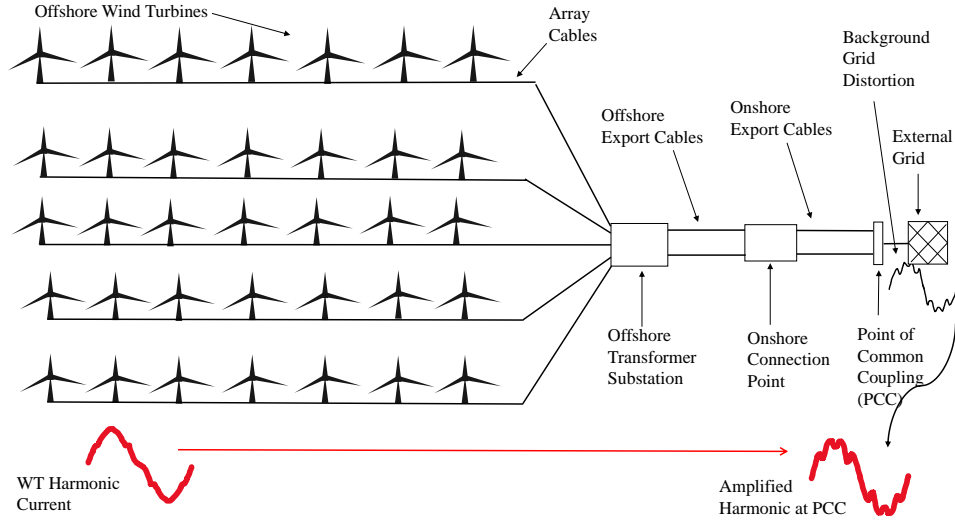 Offshore Wind Turbines
Array
Cables
Background
Grid
Distortion
Offshore
Export Cables
Onshore
Export Cables
External
Grid
Offshore
Transformer
Substation
Onshore
Connection
Point
Point of
Common
Coupling
(PCC)
WT Harmonic
Current
Amplified
Harmonic at PCC